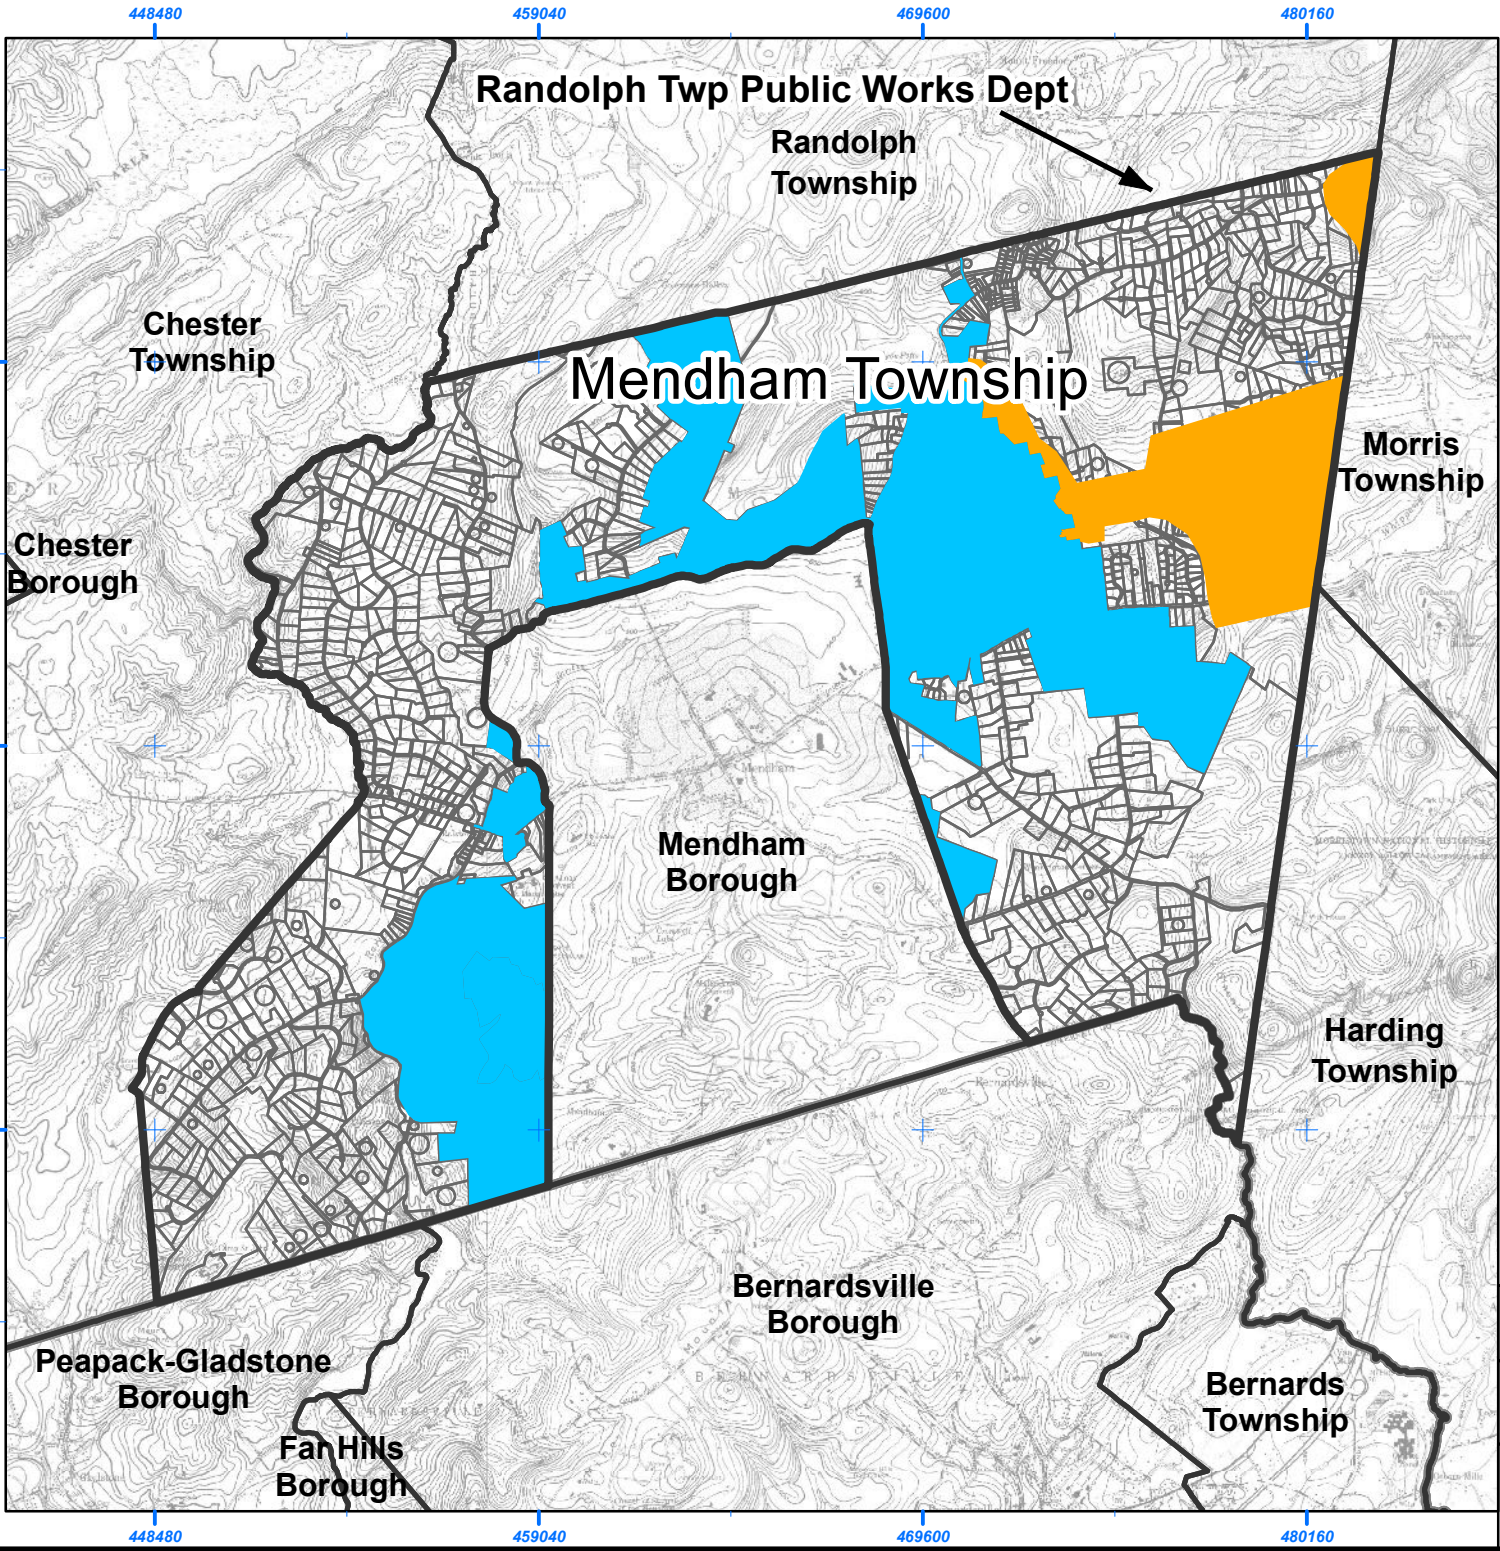 448480 459040 469600 480160
Randolph Twp Public Works Dept
Randolph
Township
Chester
Township
Mendham Township
Morris
Township
Chester
Borough
Mendham
Borough
Harding
Township
Bernardsville
Borough
Peapack-Gladstone
Borough
Bernards
Township
Far Hills
Borough
448480 459040 469600 480160